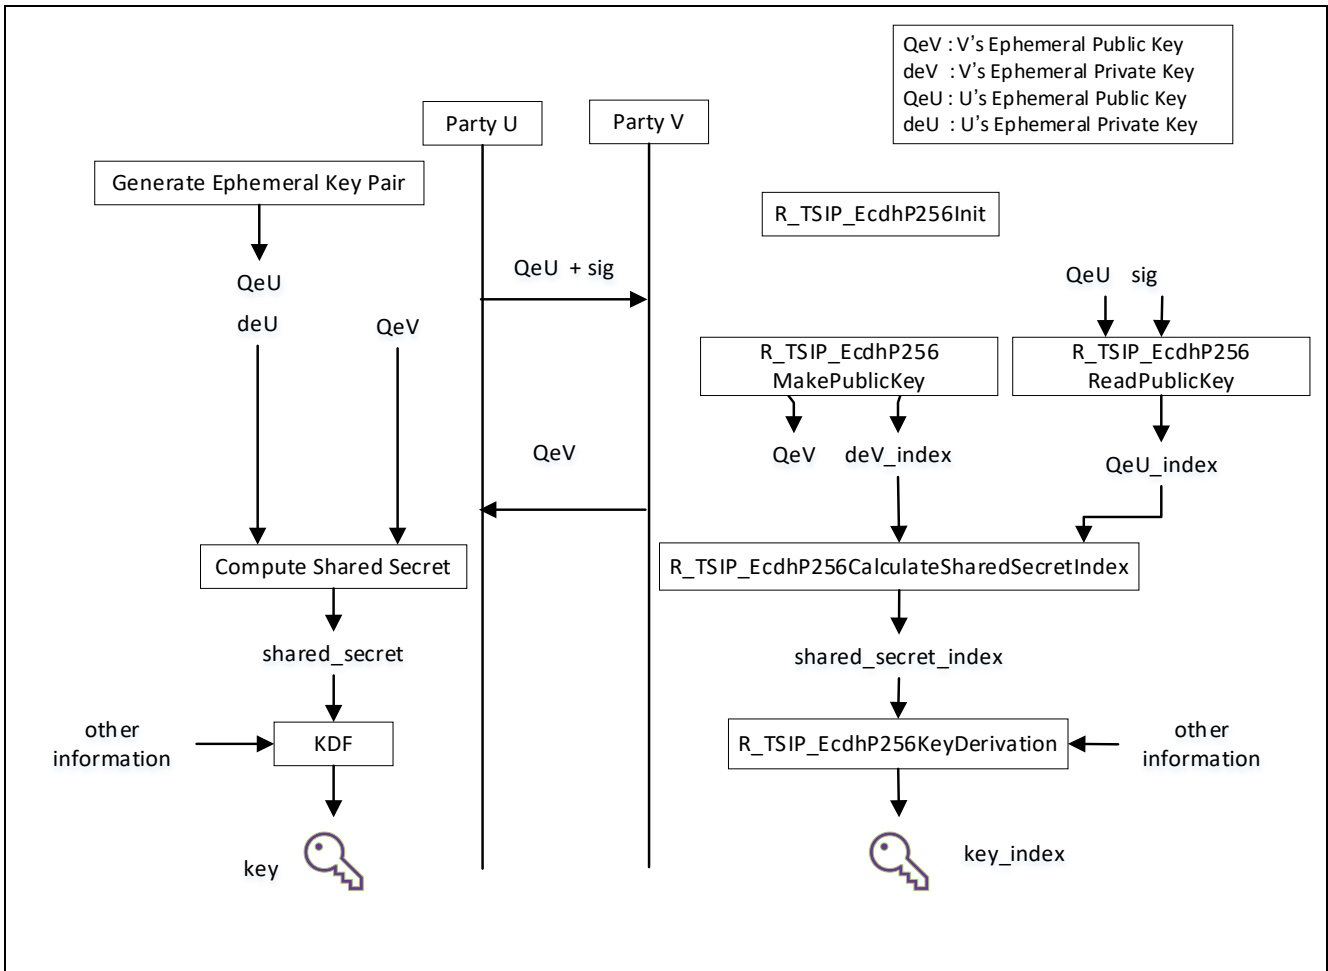 QeV : V’s Ephemeral Public Key
deV : V’s Ephemeral Private Key
QeU : U’s Ephemeral Public Key
deU : U’s Ephemeral Private Key
Party U
Party V
Generate Ephemeral Key Pair
R_TSIP_EcdhP256Init
QeU + sig
QeU
deU
QeV
QeU
sig
R_TSIP_EcdhP256
MakePublicKey
R_TSIP_EcdhP256
ReadPublicKey
QeV
QeV
deV_index
QeU_index
Compute Shared Secret
R_TSIP_EcdhP256CalculateSharedSecretIndex
shared_secret
shared_secret_index
other
information
KDF
R_TSIP_EcdhP256KeyDerivation
other
information
key
key_index